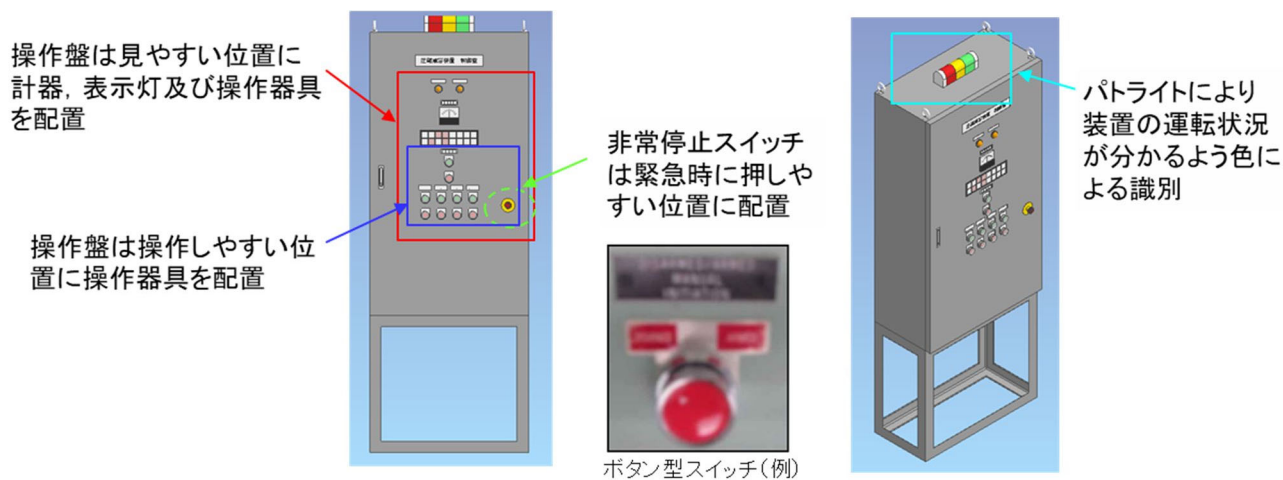 操作盤は見やすい位置に
計器，表示灯及び操作器具
を配置
操作盤は操作しやすい位
置に操作器具を配置
非常停止スイッチ
は緊急時に押しや
すい位置に配置
ボタン型スイッチ（例）
パトライトにより
装置の運転状況
が分かるよう色に
よる識別